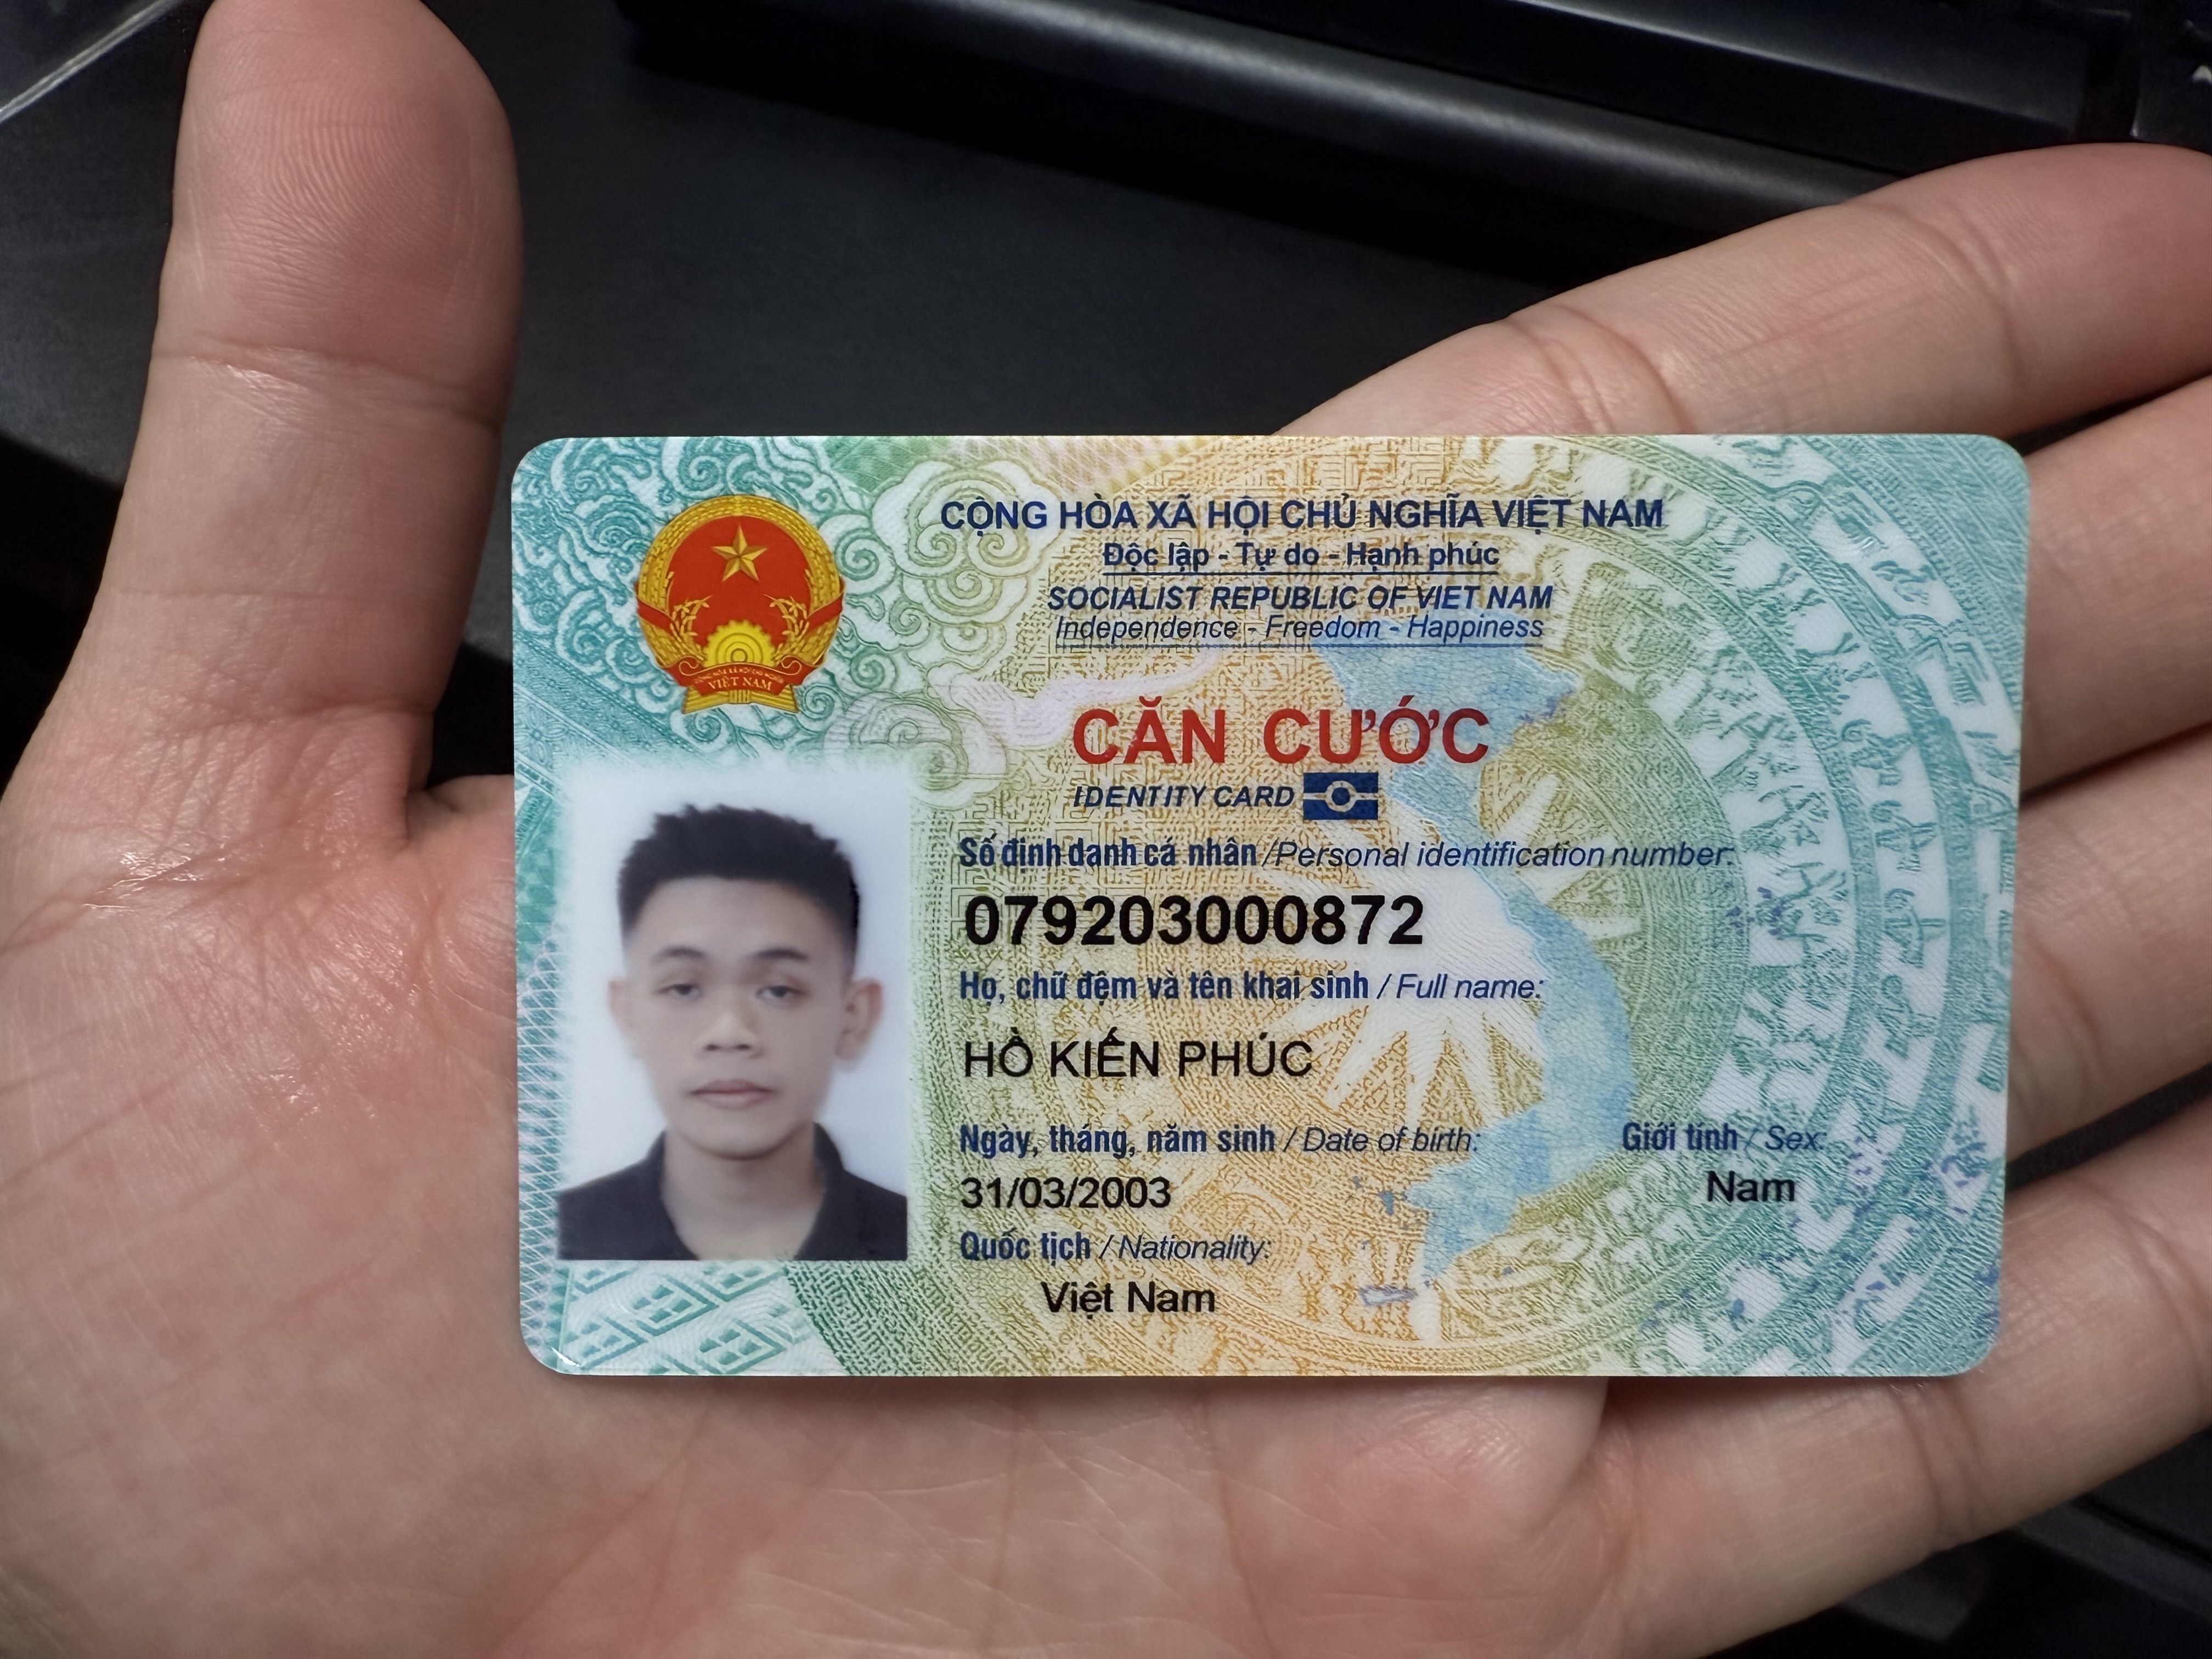 CỘNG HÒA XÃ HỘI CHỦ NGHĨA VIỆT NAM
Độc lập - Tự do - Hạnh phúc
SOCIALIST REPUBLIC OF VIET NAM
Independence - Freedom - Happiness
VIỆT NAM
CĂN CƯỚC
IDENTITY CARD
Số định danh cá nhân /Personal identification number:
079203000872
Họ, chữ đệm và tên khai sinh / Full name:
HỒ KIẾN PHÚC
Ngày, tháng, năm sinh / Date of birth:
Giới tính / Sex:
31/03/2003
Nam
Quốc tịch / Nationality:
Việt Nam